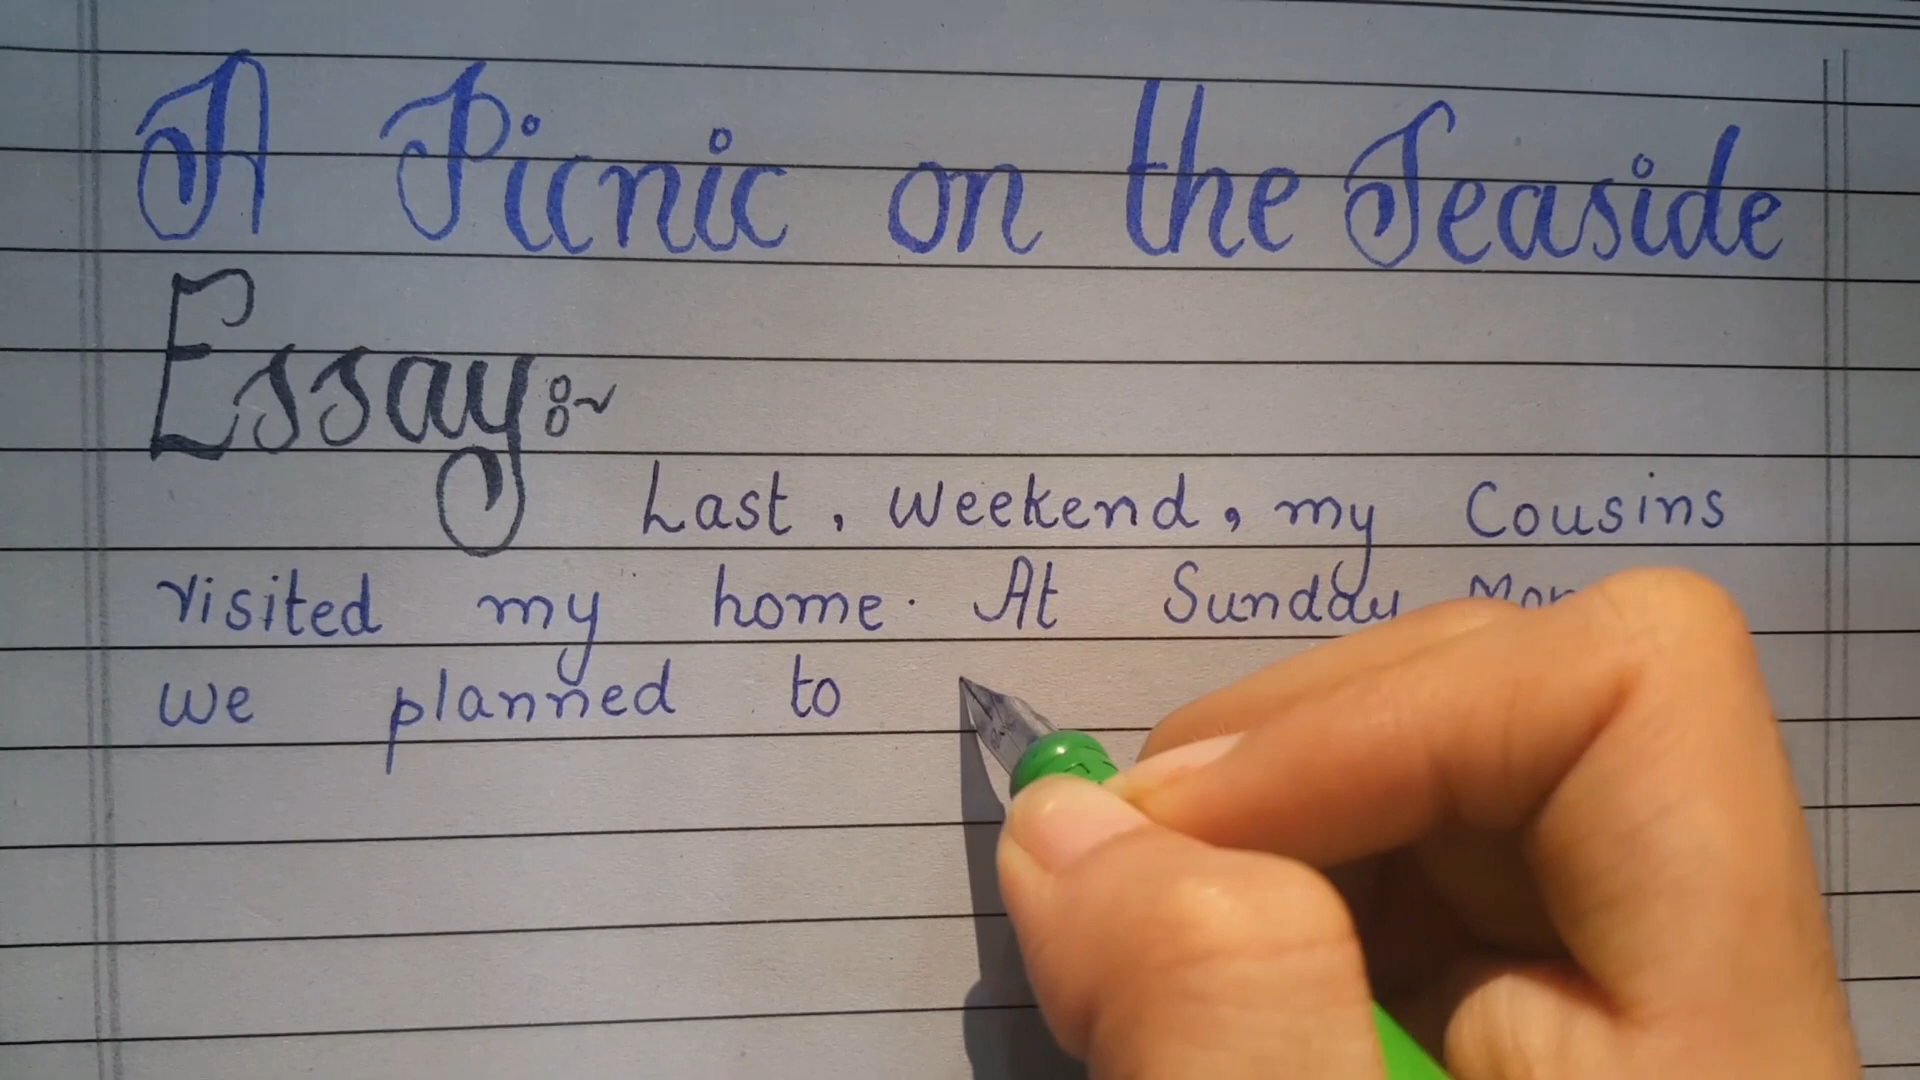 A Picnic on the Seaside
Essay:~
Last, weekend, my Cousins
visited my home. At Sunday
we planned to